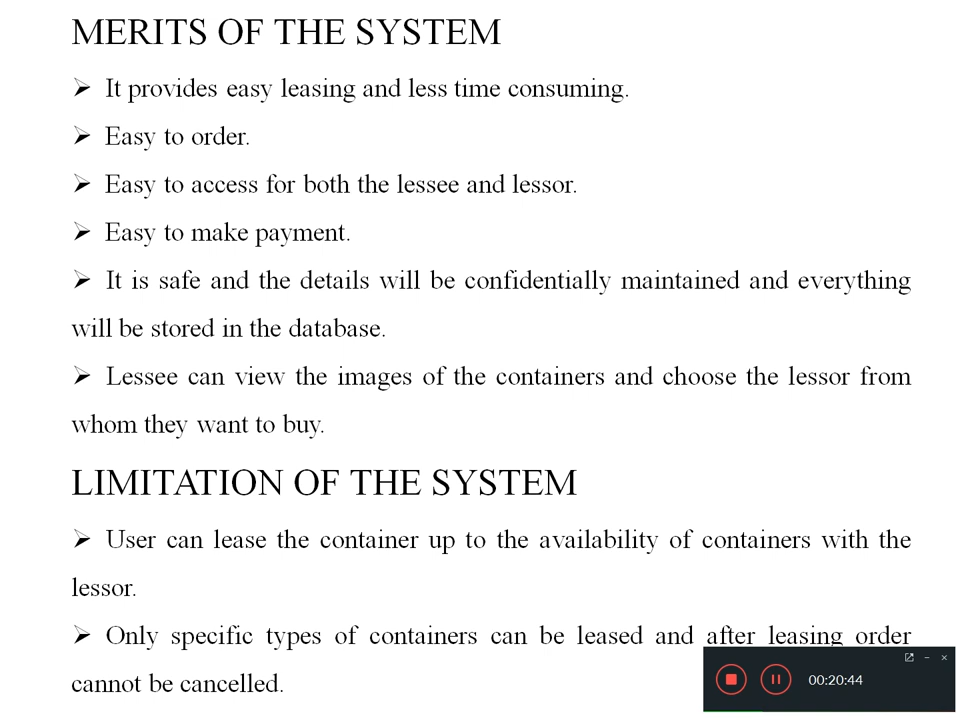 MERITS OF THE SYSTEM
➢ It provides easy leasing and less time consuming.
➢ Easy to order.
➢ Easy to access for both the lessee and lessor.
➢ Easy to make payment.
➢ It is safe and the details will be confidentially maintained and everything
will be stored in the database.
➢ Lessee can view the images of the containers and choose the lessor from
whom they want to buy.
LIMITATION OF THE SYSTEM
➢ User can lease the container up to the availability of containers with the
lessor.
➢ Only specific types of containers can be leased and after leasing order
cannot be cancelled.
00:20:44